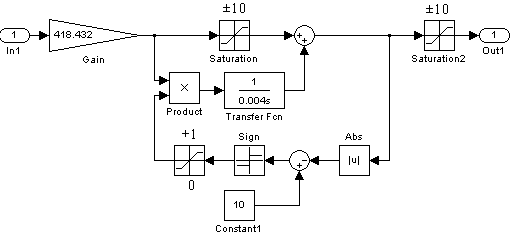 ±10
±10
1
In1
418.432
Gain
Saturation
+
+
Saturation2
1
Out1
×
Product
1
0.004s
Transfer Fcn
+1
0
Sign
−
+
Abs
|u|
10
Constant1